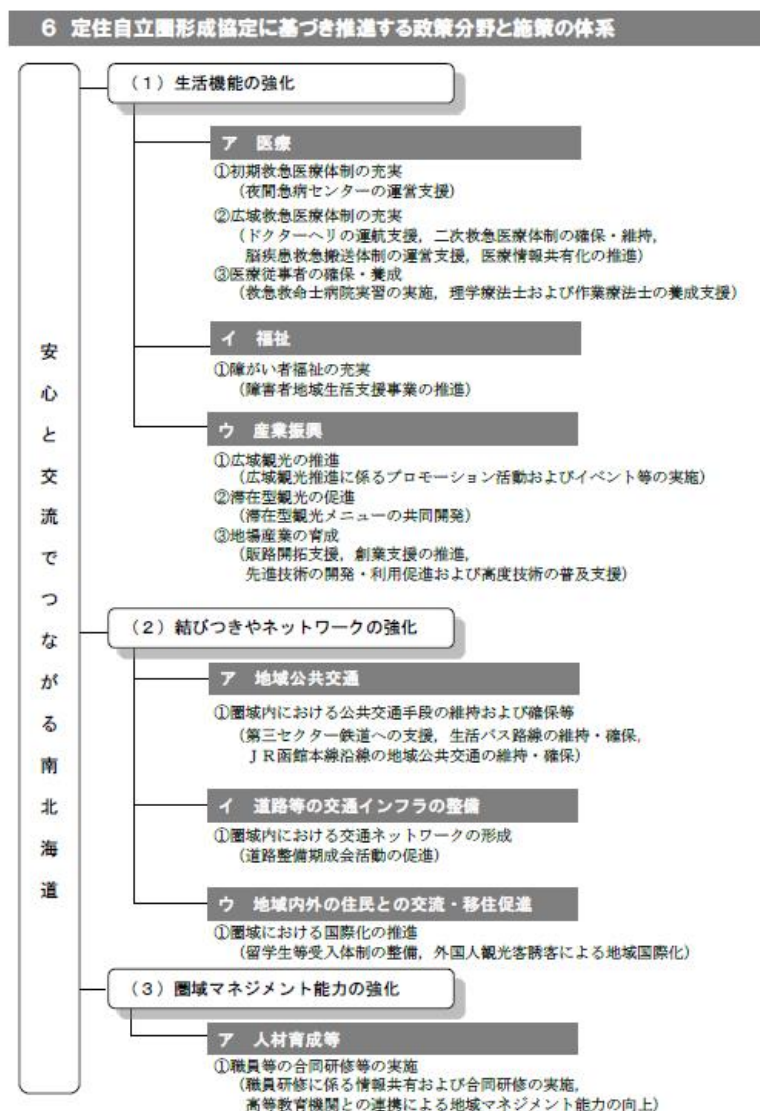 6 定住自立圏形成協定に基づき推進する政策分野と施策の体系
安心と交流でつながる南北海道
(1)生活機能の強化
ア 医療
①初期救急医療体制の充実
(夜間急病センターの運営支援)
②広域救急医療体制の充実
(ドクターヘリの運航支援,二次救急医療体制の確保・維持,
脳疾患救急搬送体制の運営支援,医療情報共有化の推進)
③医療従事者の確保・養成
(救急救命士病院実習の実施,理学療法士および作業療法士の養成支援)
イ 福祉
①障がい者福祉の充実
(障害者地域生活支援事業の推進)
ウ 産業振興
①広域観光の推進
(広域観光推進に係るプロモーション活動およびイベント等の実施)
②滞在型観光の促進
(滞在型観光メニューの共同開発)
③地場産業の育成
(販路開拓支援,創業支援の推進,
先進技術の開発・利用促進および高度技術の普及支援)
(2)結びつきやネットワークの強化
ア 地域公共交通
①圏域内における公共交通手段の維持および確保等
(第三セクター鉄道への支援,生活バス路線の維持・確保,
JR函館本線沿線の地域公共交通の維持・確保)
イ 道路等の交通インフラの整備
①圏域内における交通ネットワークの形成
(道路整備期成会活動の促進)
ウ 地域内外の住民との交流・移住促進
①圏域における国際化の推進
(留学生等受入体制の整備,外国人観光客誘客による地域国際化)
(3)圏域マネジメント能力の強化
ア 人材育成等
①職員等の合同研修等の実施
(職員研修に係る情報共有および合同研修の実施,
高等教育機関との連携による地域マネジメント能力の向上)